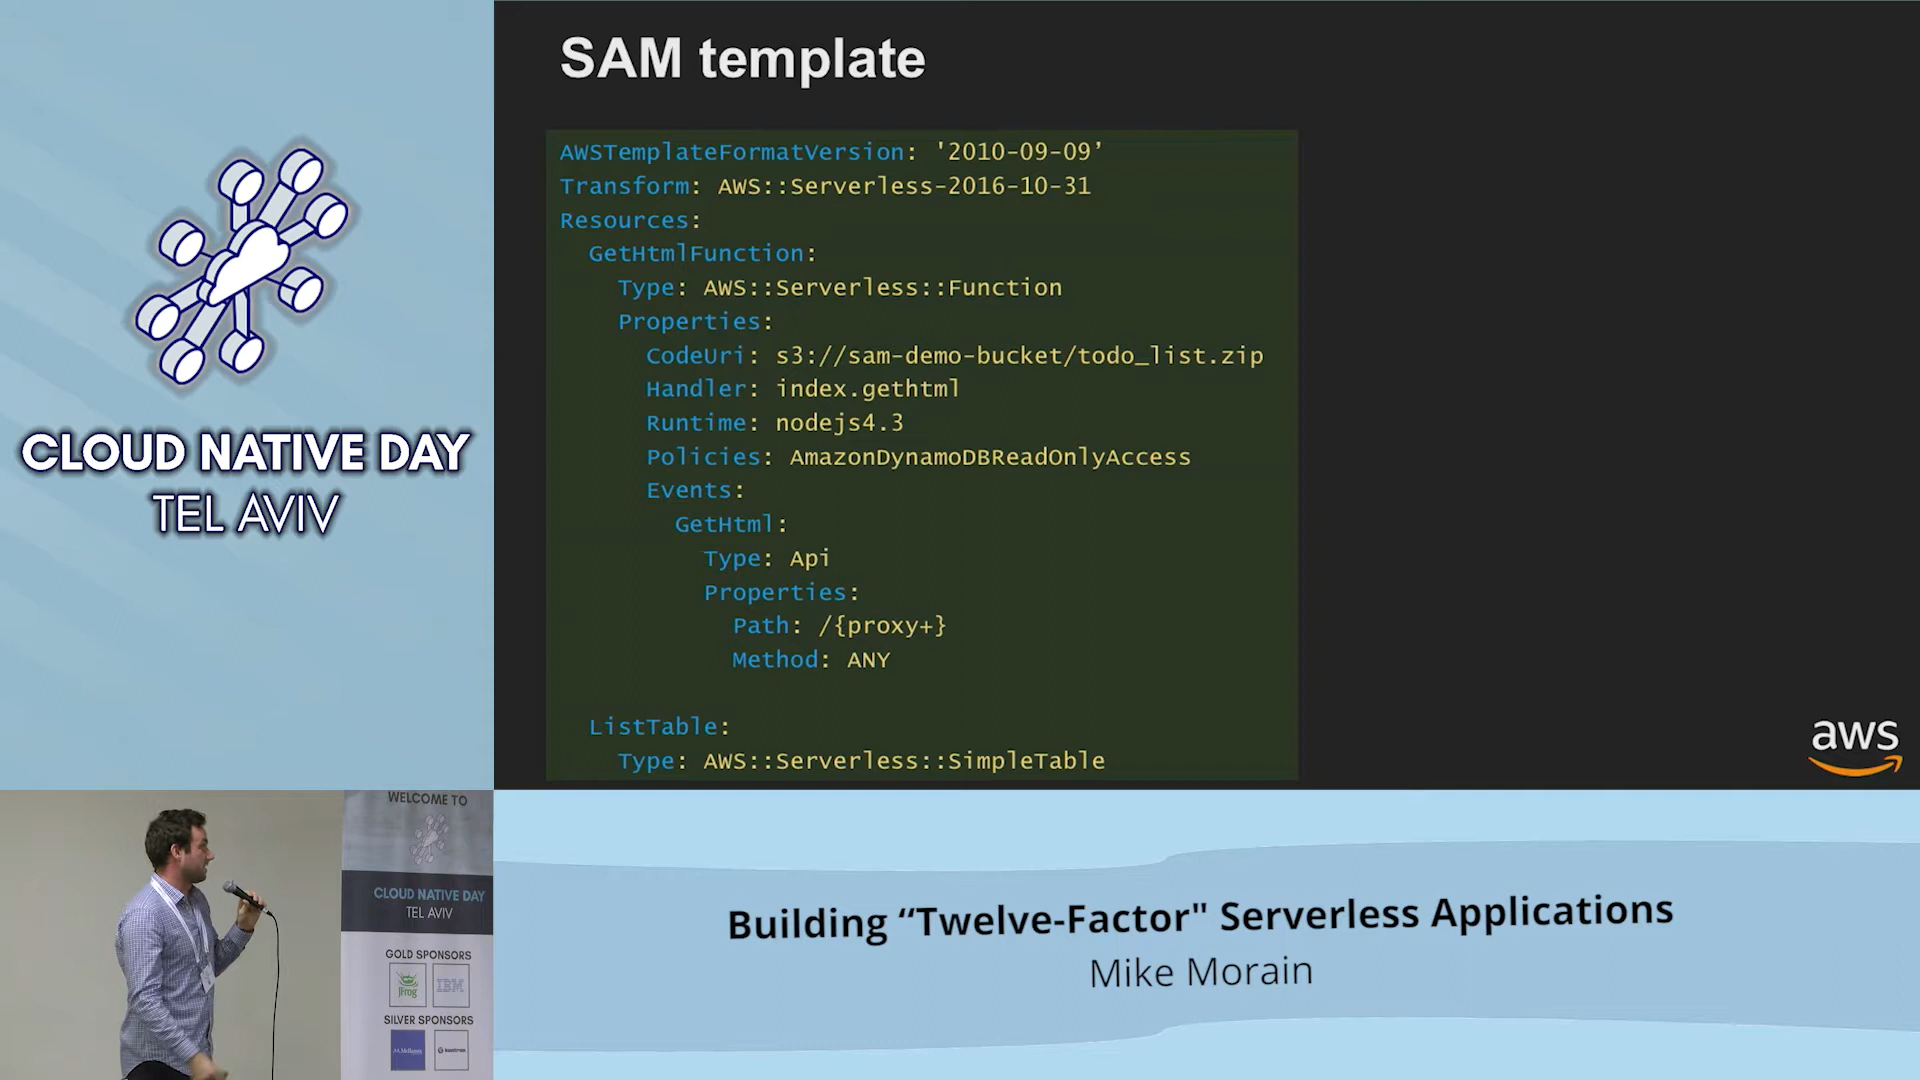 CLOUD NATIVE DAY
TEL AVIV
SAM template
AWSTemplateFormatVersion: '2010-09-09’
Transform: AWS::Serverless-2016-10-31
Resources:
  GetHtmlFunction:
    Type: AWS::Serverless::Function
    Properties:
      CodeUri: s3://sam-demo-bucket/todo_list.zip
      Handler: index.gethtml
      Runtime: nodejs4.3
      Policies: AmazonDynamoDBReadOnlyAccess
      Events:
        GetHtml:
          Type: Api
          Properties:
            Path: /{proxy+}
            Method: ANY
  ListTable:
    Type: AWS::Serverless::SimpleTable
aws
WELCOME TO
CLOUD NATIVE DAY
TEL AVIV
GOLD SPONSORS
JFrog
IBM
SILVER SPONSORS
Building “Twelve-Factor" Serverless Applications
Mike Morain